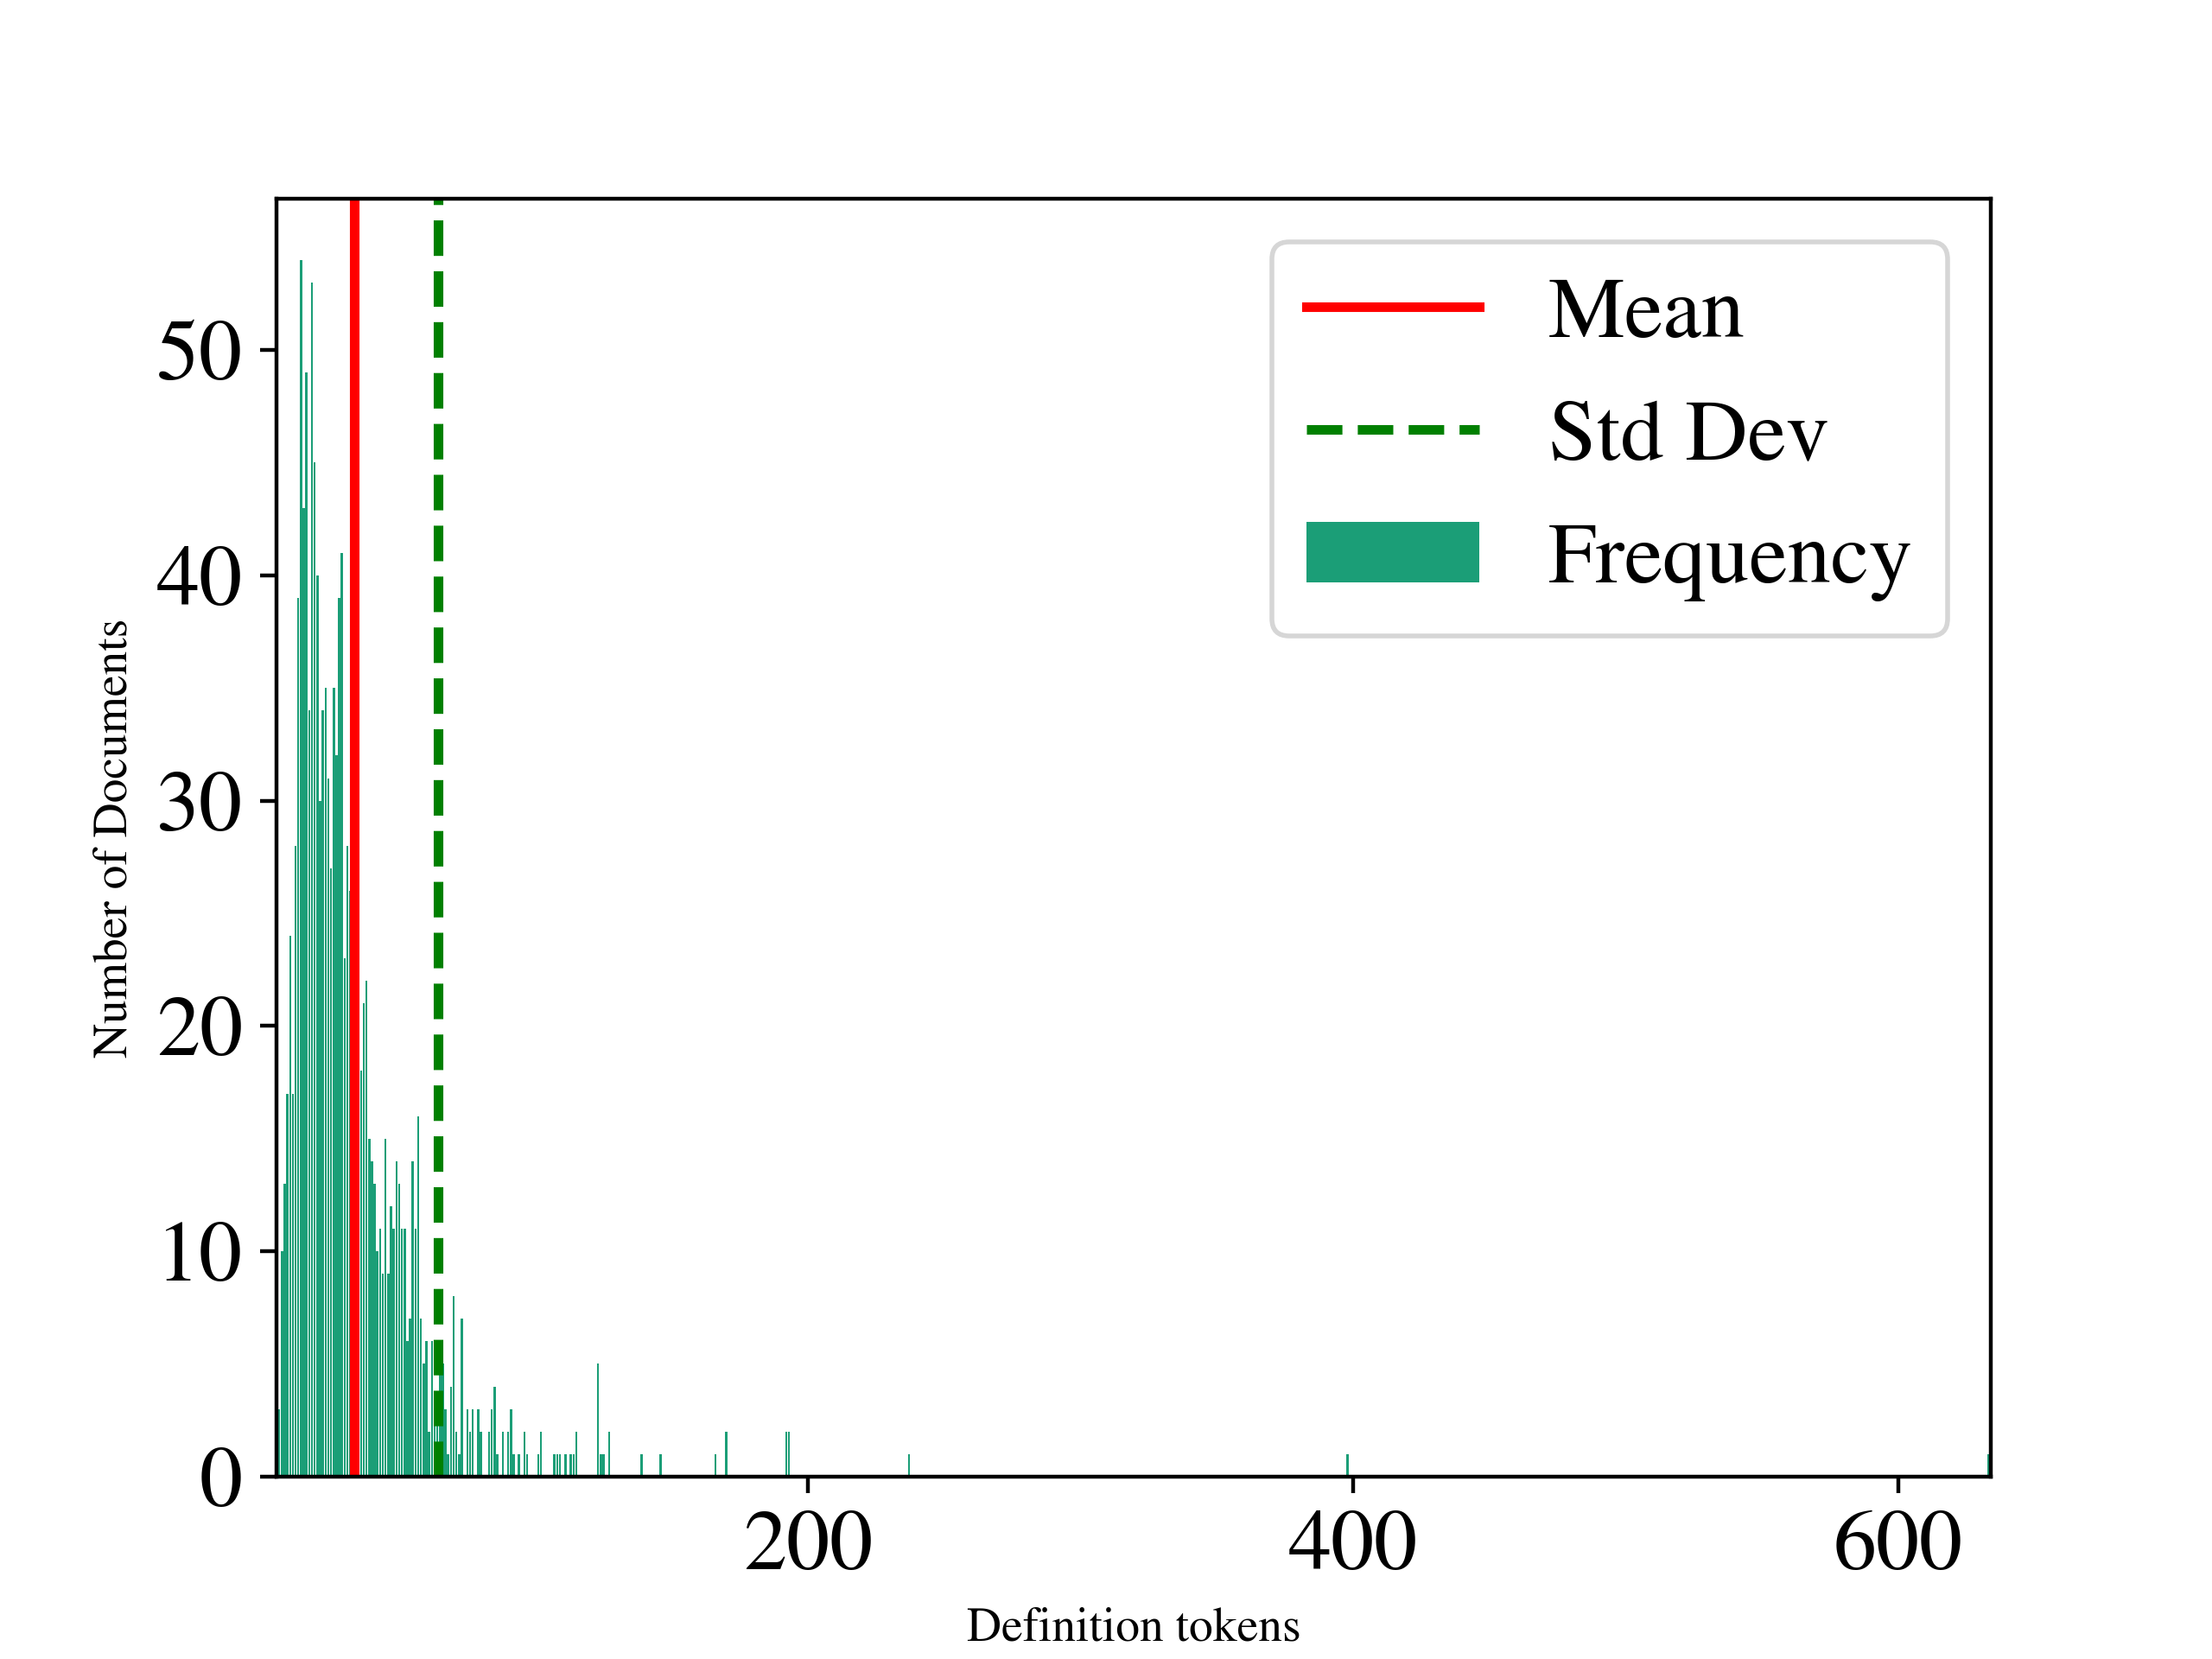 Mean
Std Dev
Frequency
50
40
30
20
10
0
Number of Documents
200 400 600
Definition tokens